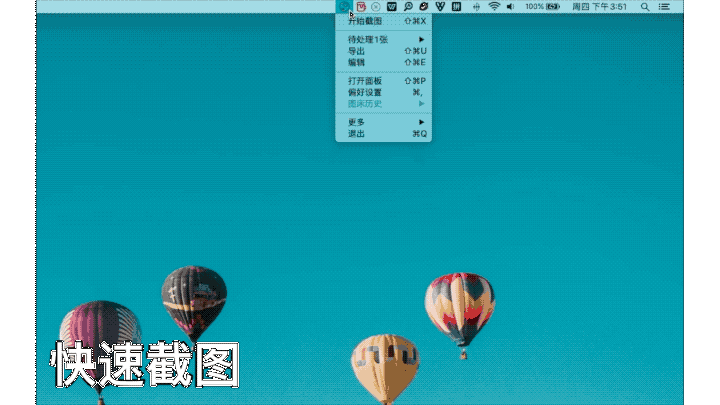 100% 周四 下午 3:51
开始截图 ⇧⌘X
待处理1张 ▶
导出 ⇧⌘U
编辑 ⇧⌘E
打开面板 ⇧⌘P
偏好设置 ⌘,
图床历史 ▶
更多 ▶
退出 ⌘Q
快速截图